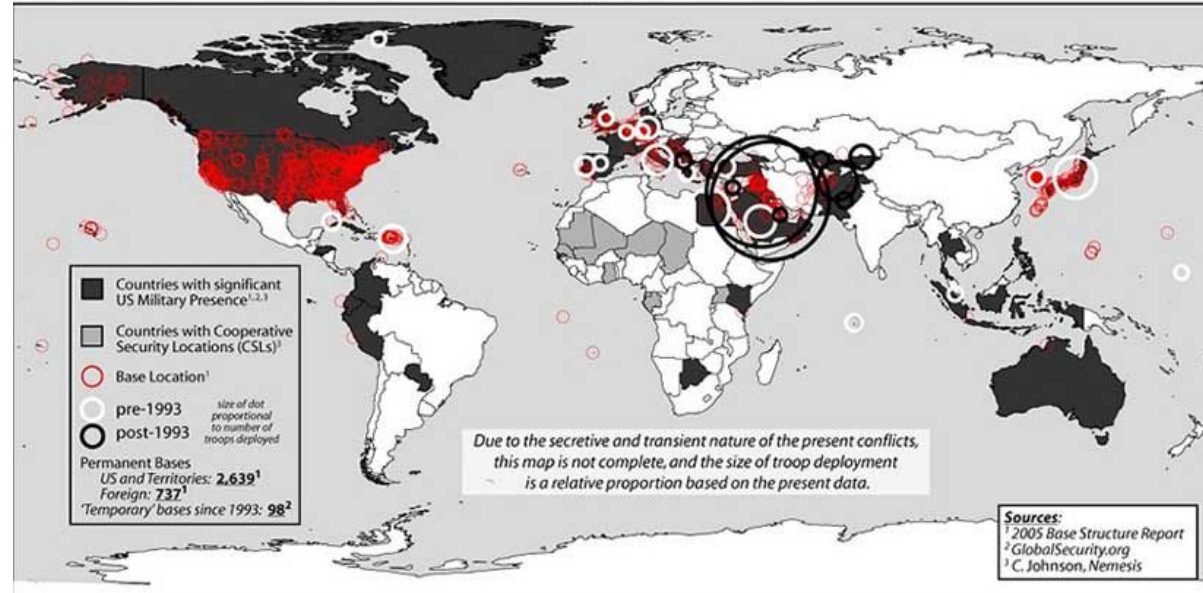 Countries with significant
US Military Presence¹,²,³
Countries with Cooperative
Security Locations (CSLs)³
Base Location¹
pre-1993
post-1993
size of dot
proportional
to number of
troops deployed
Permanent Bases
US and Territories: 2,639¹
Foreign: 737¹
'Temporary' bases since 1993: 98²
Due to the secretive and transient nature of the present conflicts,
this map is not complete, and the size of troop deployment
is a relative proportion based on the present data.
Sources:
¹ 2005 Base Structure Report
² GlobalSecurity.org
³ C. Johnson, Nemesis